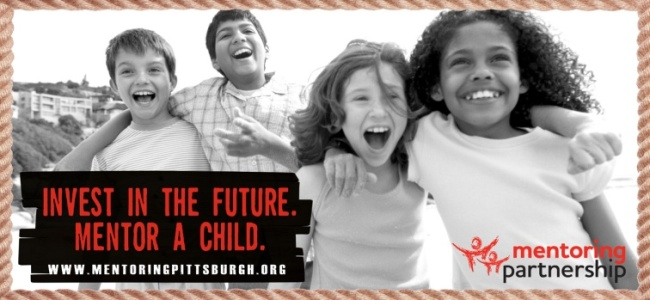 INVEST IN THE FUTURE.
MENTOR A CHILD.
WWW.MENTORINGPITTSBURGH.ORG
mentoring
partnership